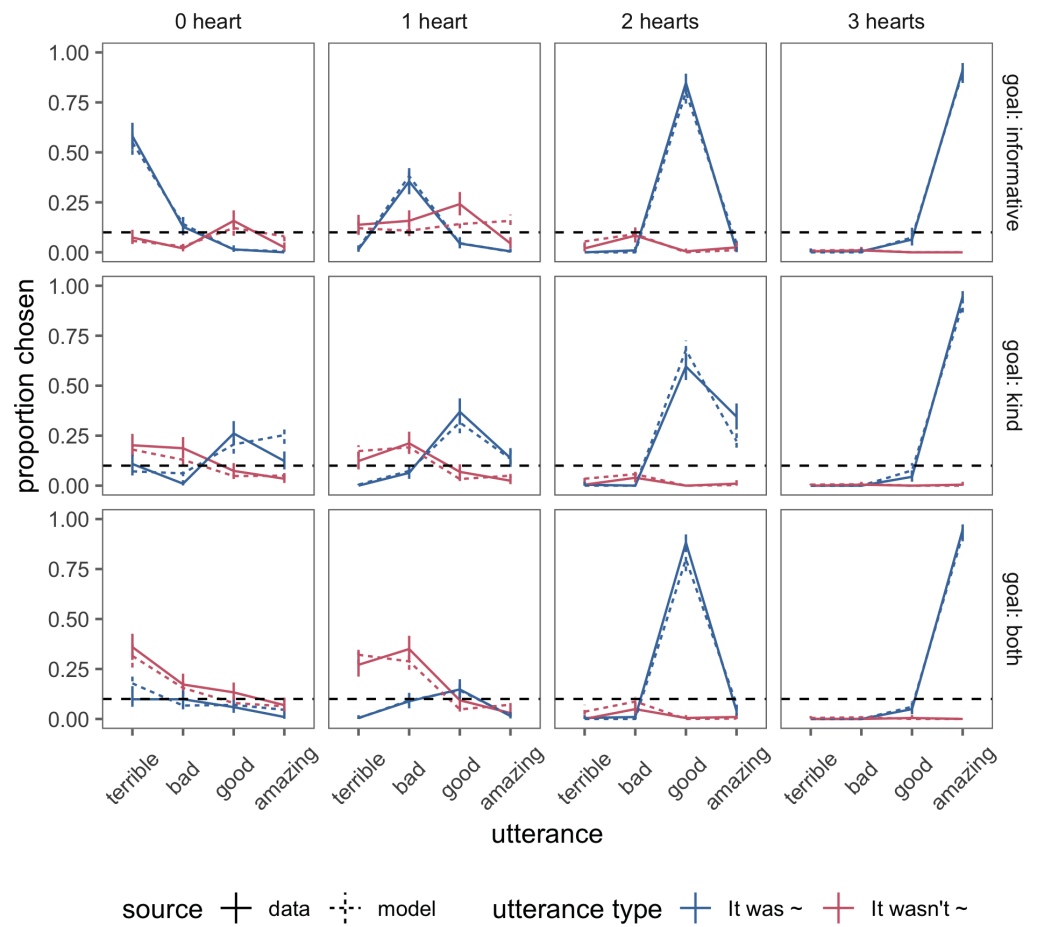 0 heart 1 heart 2 hearts 3 hearts
1.00
0.75
0.50
0.25
0.00
goal: informative
1.00
0.75
0.50
0.25
0.00
goal: kind
1.00
0.75
0.50
0.25
0.00
goal: both
proportion chosen
terrible bad good amazing terrible bad good amazing terrible bad good amazing terrible bad good amazing
utterance
source data model utterance type It was ~ It wasn't ~